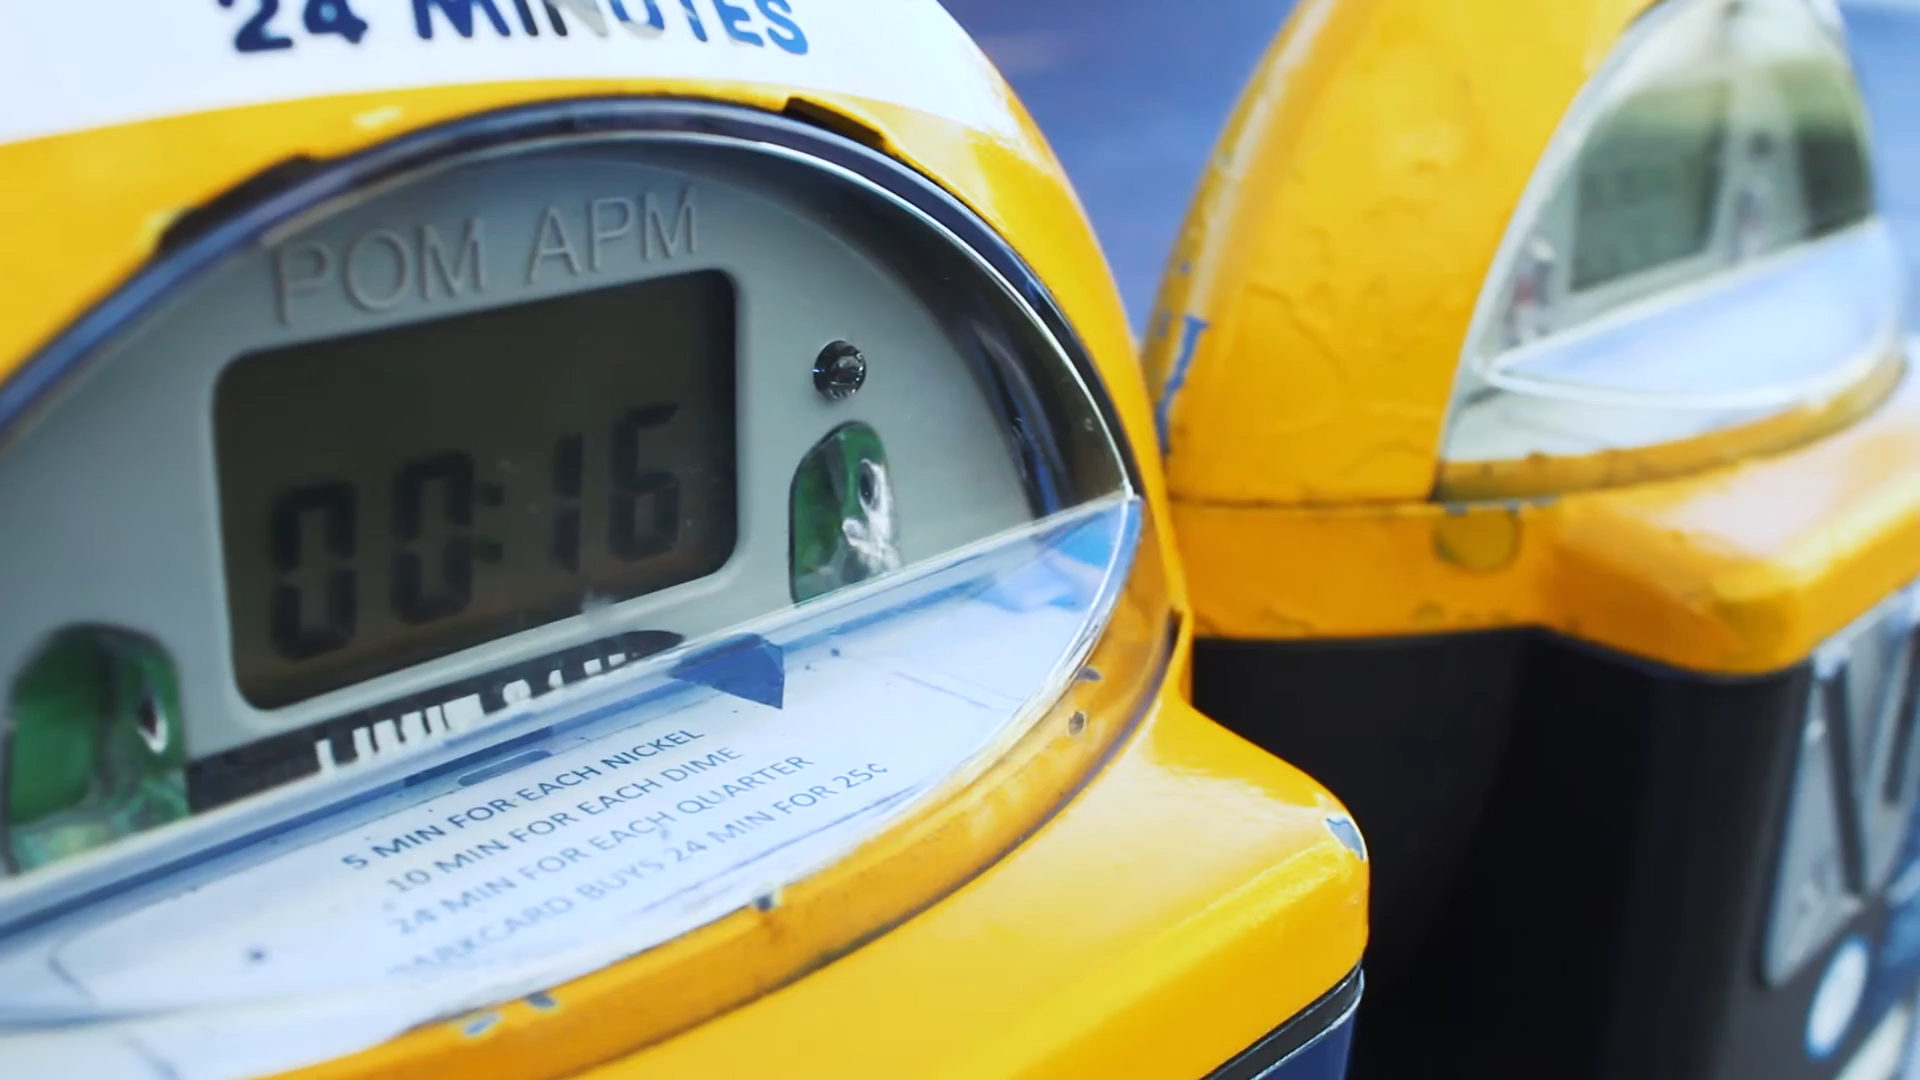 24 MINUTES
POM APM
00:16
5 MIN FOR EACH NICKEL
10 MIN FOR EACH DIME
24 MIN FOR EACH QUARTER
PARKCARD BUYS 24 MIN FOR 25¢